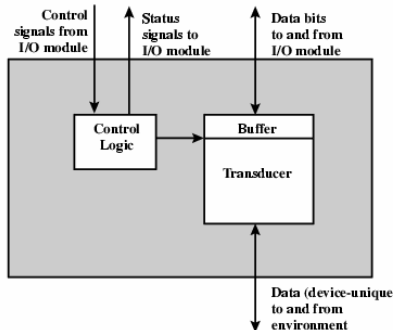 Control
signals from
I/O module
Status
signals to
I/O module
Data bits
to and from
I/O module
Control
Logic
Buffer
Transducer
Data (device-unique
to and from
environment